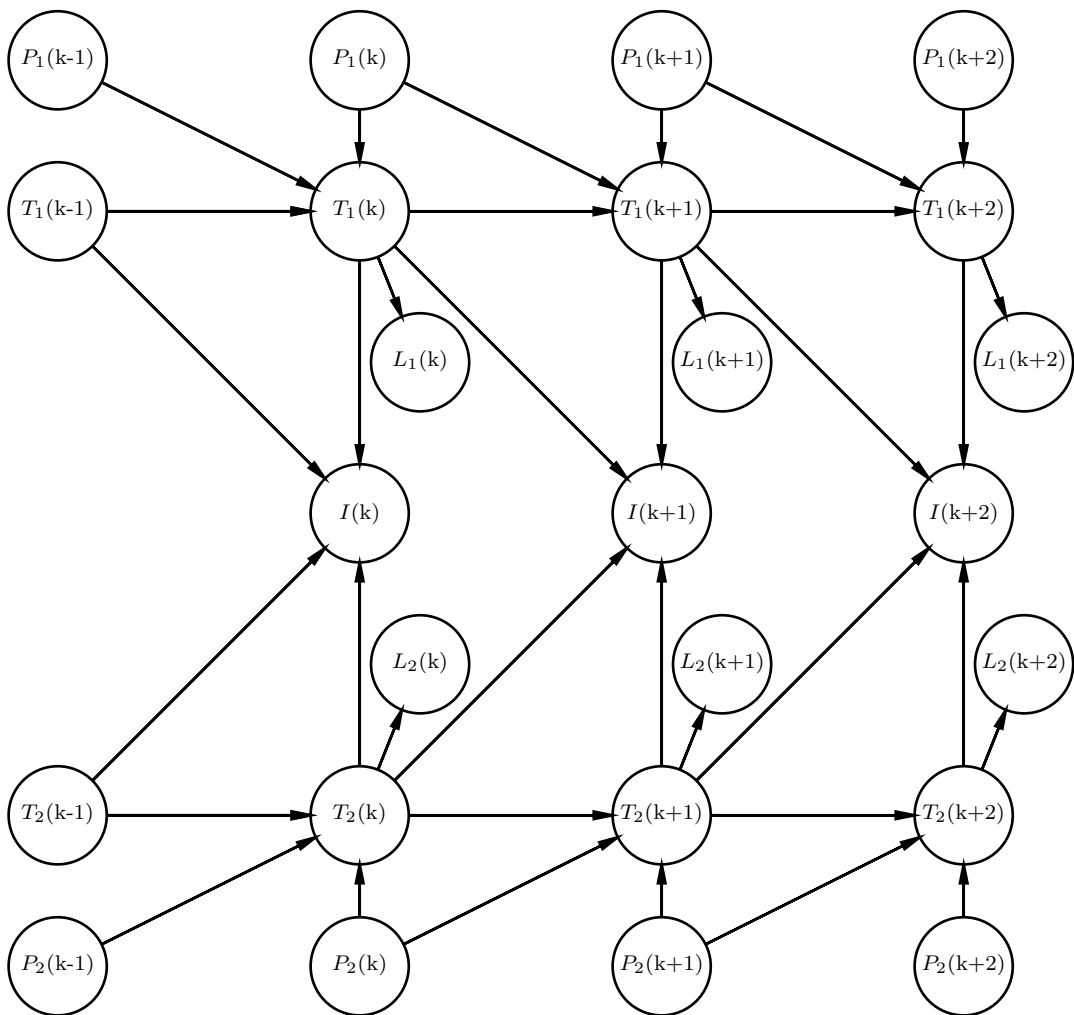 P₁(k-1) P₁(k) P₁(k+1) P₁(k+2)
T₁(k-1) T₁(k) T₁(k+1) T₁(k+2)
L₁(k) L₁(k+1) L₁(k+2)
I(k) I(k+1) I(k+2)
L₂(k) L₂(k+1) L₂(k+2)
T₂(k-1) T₂(k) T₂(k+1) T₂(k+2)
P₂(k-1) P₂(k) P₂(k+1) P₂(k+2)